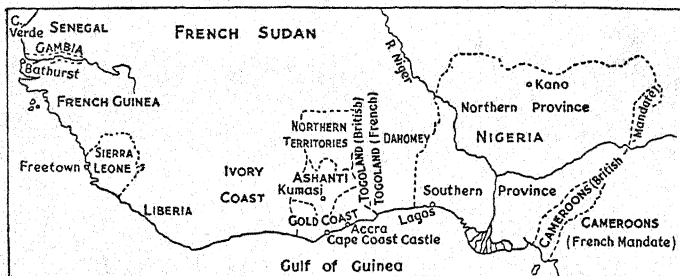 C.
Verde
SENEGAL
GAMBIA
Bathurst
FRENCH SUDAN
FRENCH GUINEA
Freetown
SIERRA
LEONE
LIBERIA
IVORY
COAST
NORTHERN
TERRITORIES
ASHANTI
Kumasi
GOLD COAST
Accra
Cape Coast Castle
TOGOLAND (British)
TOGOLAND (French)
DAHOMEY
R. Niger
Kano
Northern Province
NIGERIA
Southern Province
Lagos
CAMEROONS (British Mandate)
CAMEROONS
(French Mandate)
Gulf of Guinea